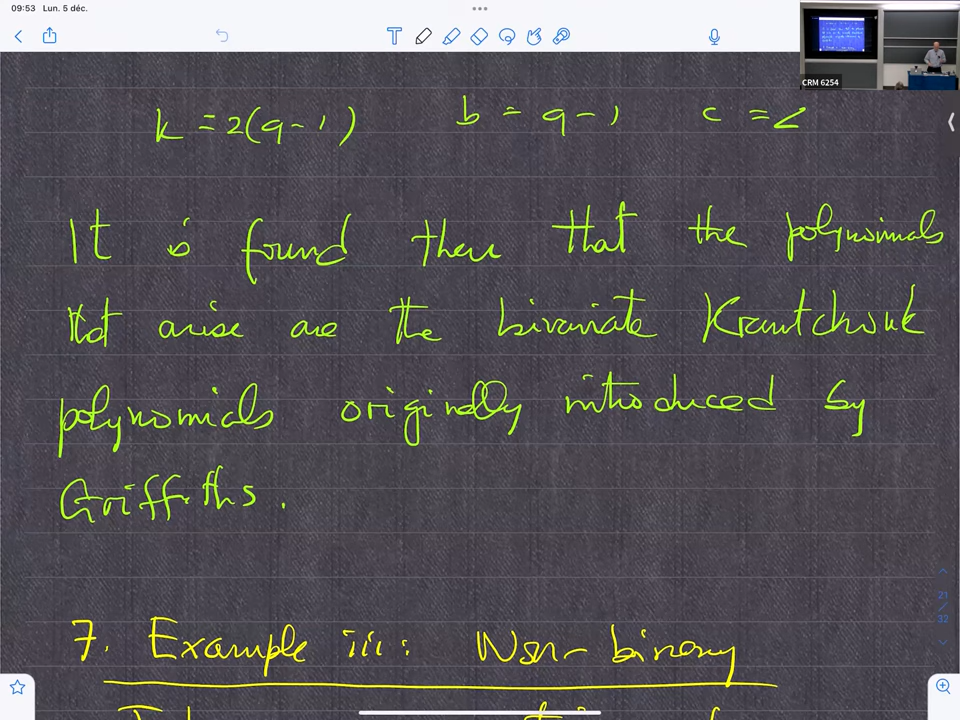 09:53 Lun. 5 déc.
CRM 6254
k = 2(q-1) b = q-1 c = 2
It is found then that the polynomials
that arise are the bivariate Krawtchouk
polynomials originally introduced by
Griffiths.
21
/
32
7. Example iii: Non-binary